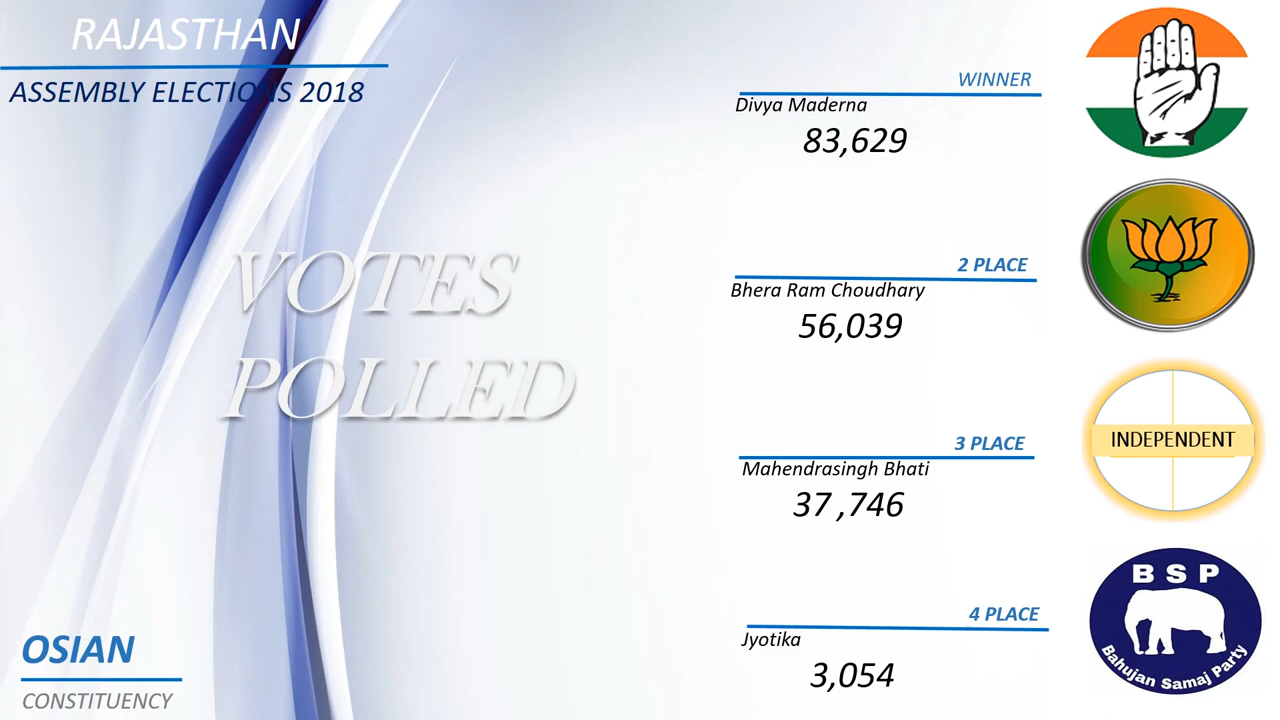 RAJASTHAN
ASSEMBLY ELECTIONS 2018
VOTES
POLLED
OSIAN
CONSTITUENCY
WINNER
Divya Maderna
83,629
2 PLACE
Bhera Ram Choudhary
56,039
3 PLACE
Mahendrasingh Bhati
37,746
INDEPENDENT
4 PLACE
Jyotika
3,054
BSP
Bahujan Samaj Party